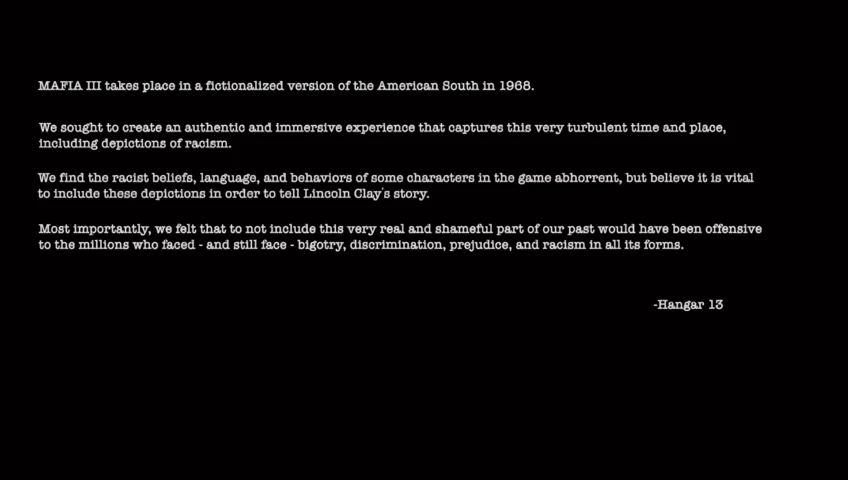 MAFIA III takes place in a fictionalized version of the American South in 1968.
We sought to create an authentic and immersive experience that captures this very turbulent time and place,
including depictions of racism.
We find the racist beliefs, language, and behaviors of some characters in the game abhorrent, but believe it is vital
to include these depictions in order to tell Lincoln Clay's story.
Most importantly, we felt that to not include this very real and shameful part of our past would have been offensive
to the millions who faced - and still face - bigotry, discrimination, prejudice, and racism in all its forms.
-Hangar 13